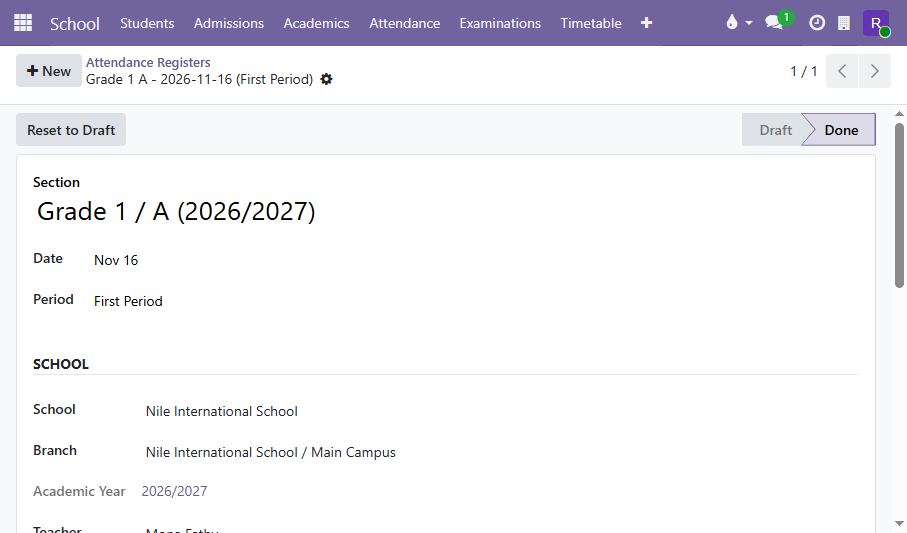 School Students Admissions Academics Attendance Examinations Timetable + 1 R
+ New Attendance Registers 1 / 1
Grade 1 A - 2026-11-16 (First Period)
Reset to Draft Draft Done
Section
Grade 1 / A (2026/2027)
Date Nov 16
Period First Period
SCHOOL
School Nile International School
Branch Nile International School / Main Campus
Academic Year 2026/2027
Teacher